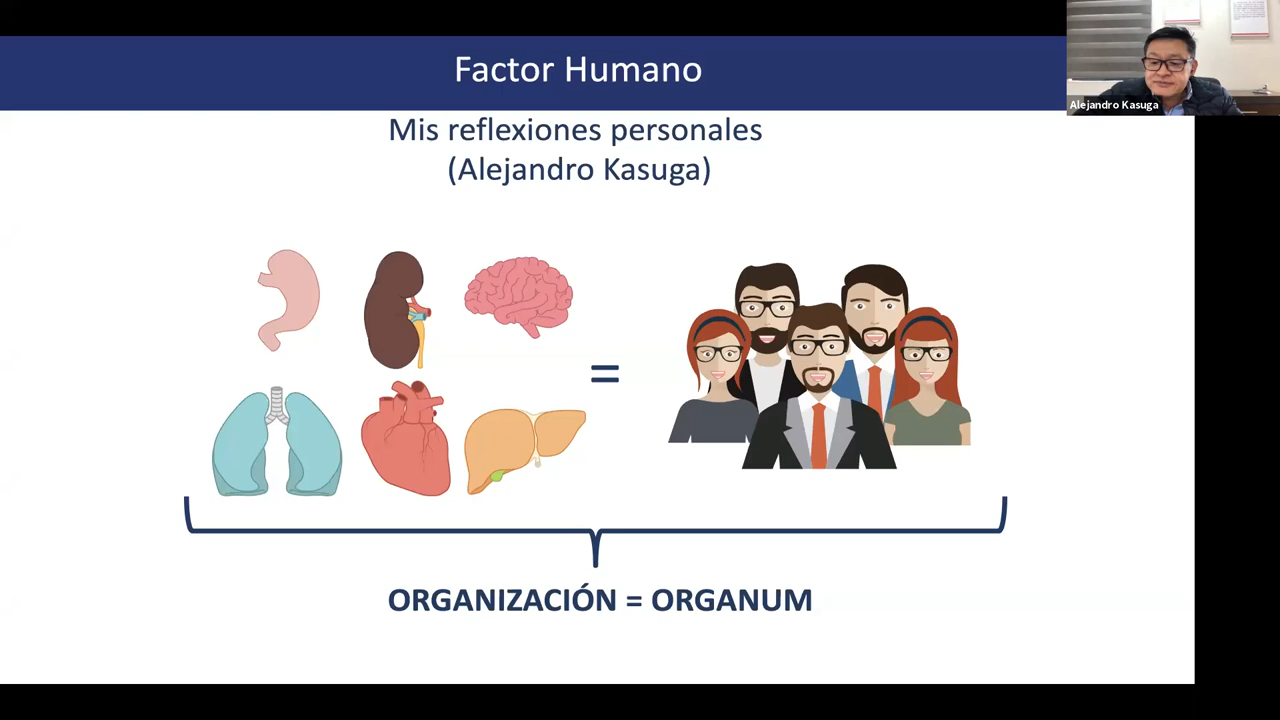 Factor Humano
Alejandro Kasuga
Mis reflexiones personales
(Alejandro Kasuga)
=
ORGANIZACIÓN = ORGANUM